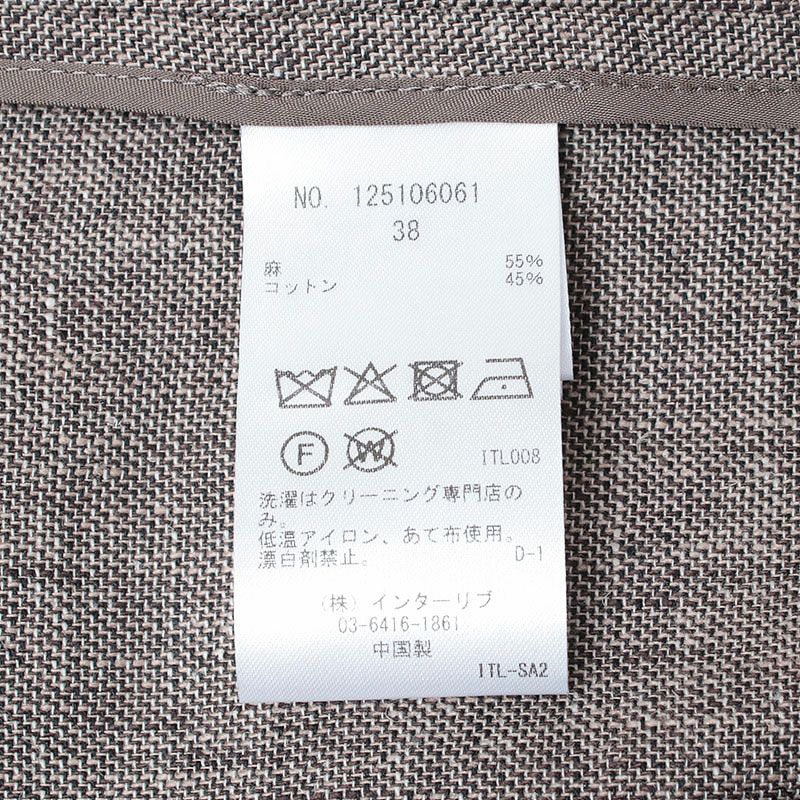 NO. 125106061
38
麻 55%
コットン 45%
F W ITL008
洗濯はクリーニング専門店の
み。
低温アイロン、あて布使用。
漂白剤禁止。 D-1
(株) インターリブ
03-6416-1861
中国製
ITL-SA2